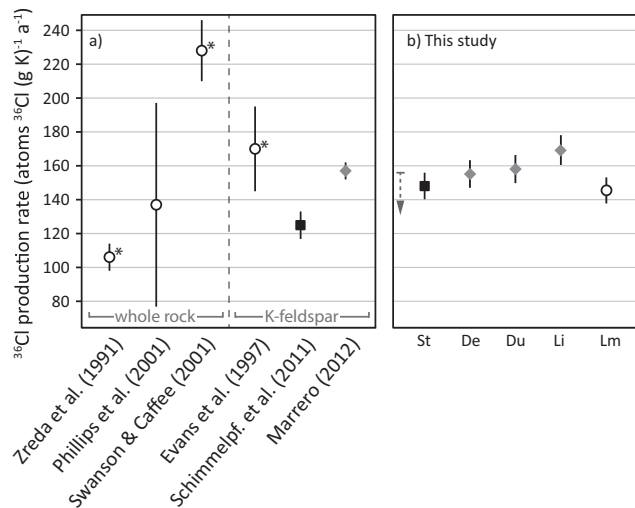 ³⁶Cl production rate (atoms ³⁶Cl (g K)⁻¹ a⁻¹)
240
220
200
180
160
140
120
100
80
a)
*
*
*
whole rock
K-feldspar
Zreda et al. (1991)
Phillips et al. (2001)
Swanson & Caffee (2001)
Evans et al. (1997)
Schimmelpf. et al. (2011)
Marrero (2012)
b) This study
St De Du Li Lm